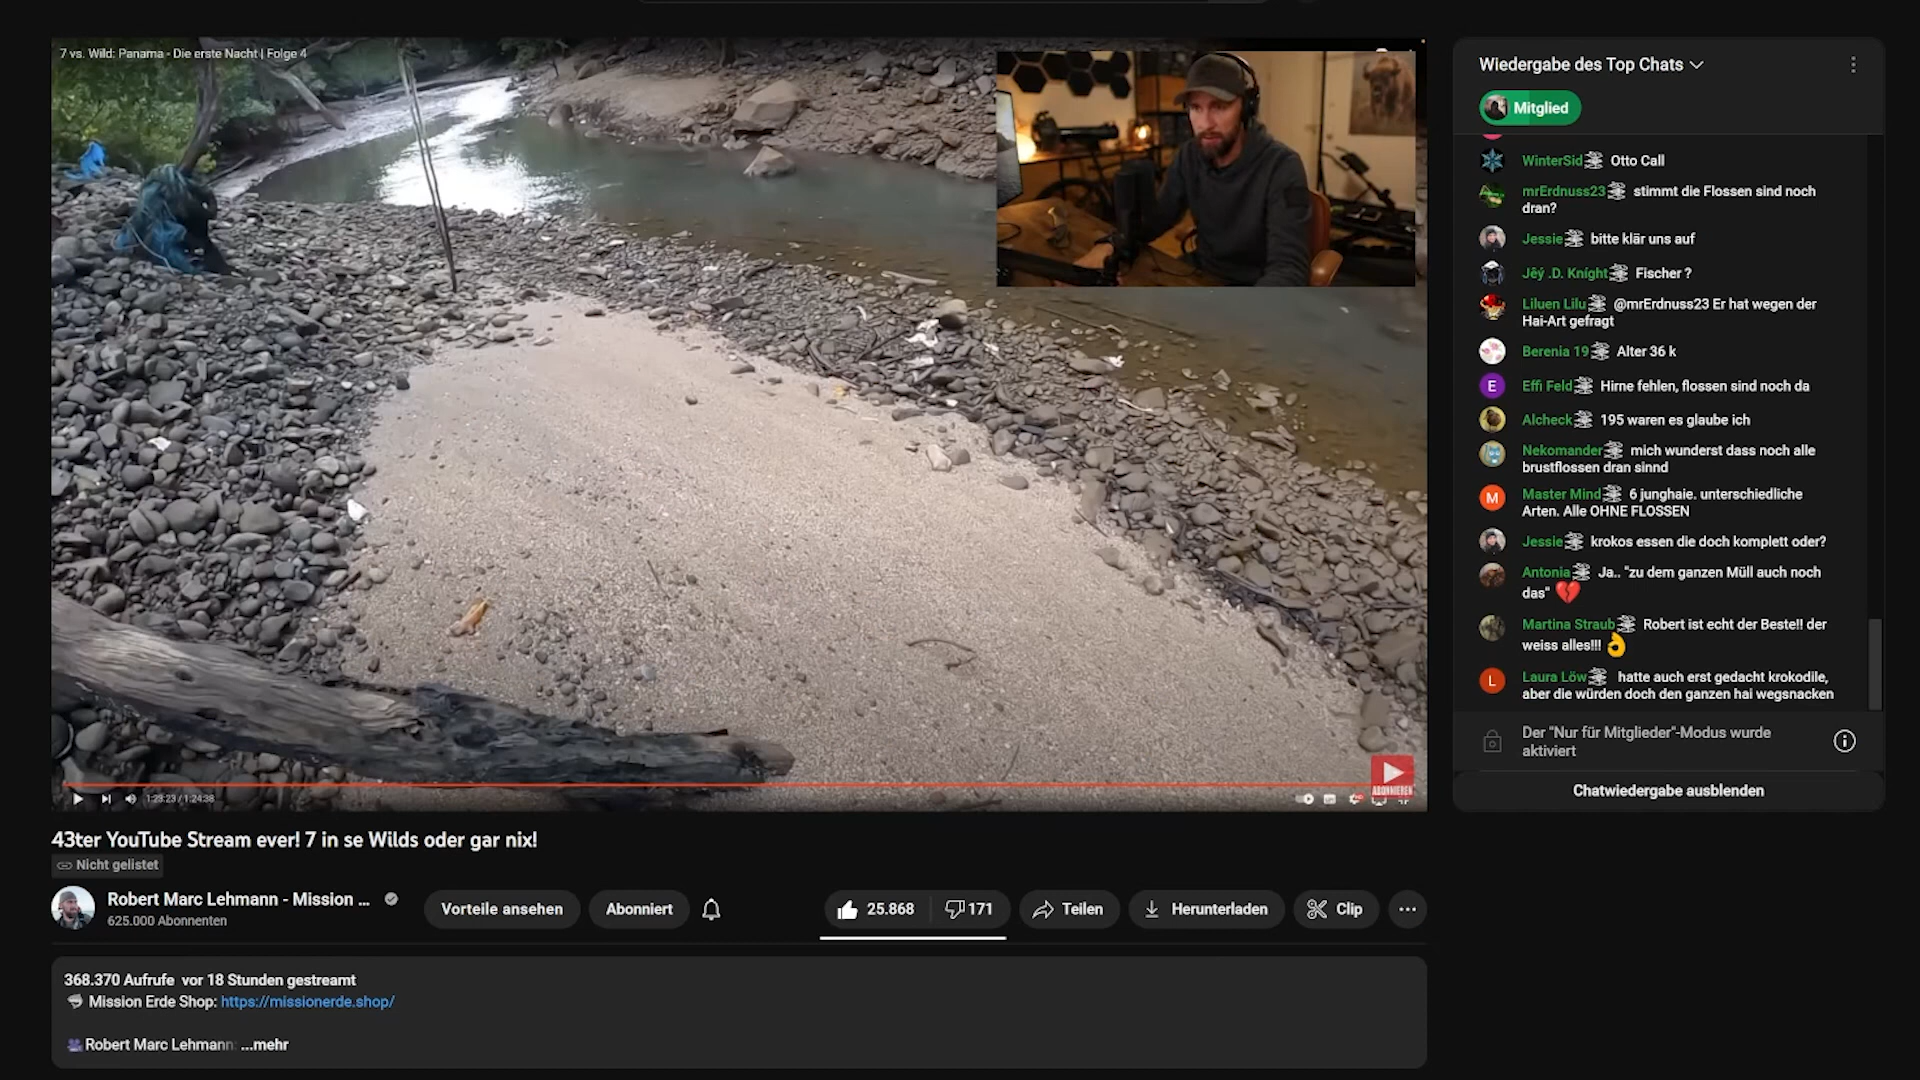 7 vs. Wild: Panama - Die erste Nacht | Folge 4
ABONNIEREN
1:23:23 / 1:24:38
43ter YouTube Stream ever! 7 in se Wilds oder gar nix!
Nicht gelistet
Robert Marc Lehmann - Mission ...
625.000 Abonnenten
Vorteile ansehen
Abonniert
25.868
171
Teilen
Herunterladen
Clip
368.370 Aufrufe vor 18 Stunden gestreamt
Mission Erde Shop: https://missionerde.shop/
Robert Marc Lehmann: ...mehr
Wiedergabe des Top Chats
Mitglied
WinterSid Otto Call
mrErdnuss23 stimmt die Flossen sind noch
dran?
Jessie bitte klär uns auf
Jêÿ .D. Knight Fischer ?
Liluen Lilu @mrErdnuss23 Er hat wegen der
Hai-Art gefragt
Berenia 19 Alter 36 k
E Effi Feld Hirne fehlen, flossen sind noch da
Alcheck 195 waren es glaube ich
Nekomander mich wunderst dass noch alle
brustflossen dran sinnd
M Master Mind 6 junghaie. unterschiedliche
Arten. Alle OHNE FLOSSEN
Jessie krokos essen die doch komplett oder?
Antonia Ja.. "zu dem ganzen Müll auch noch
das" 💔
Martina Straub Robert ist echt der Beste!! der
weiss alles!!! 👌
L Laura Löw hatte auch erst gedacht krokodile,
aber die würden doch den ganzen hai wegsnacken
Der "Nur für Mitglieder"-Modus wurde
aktiviert
Chatwiedergabe ausblenden